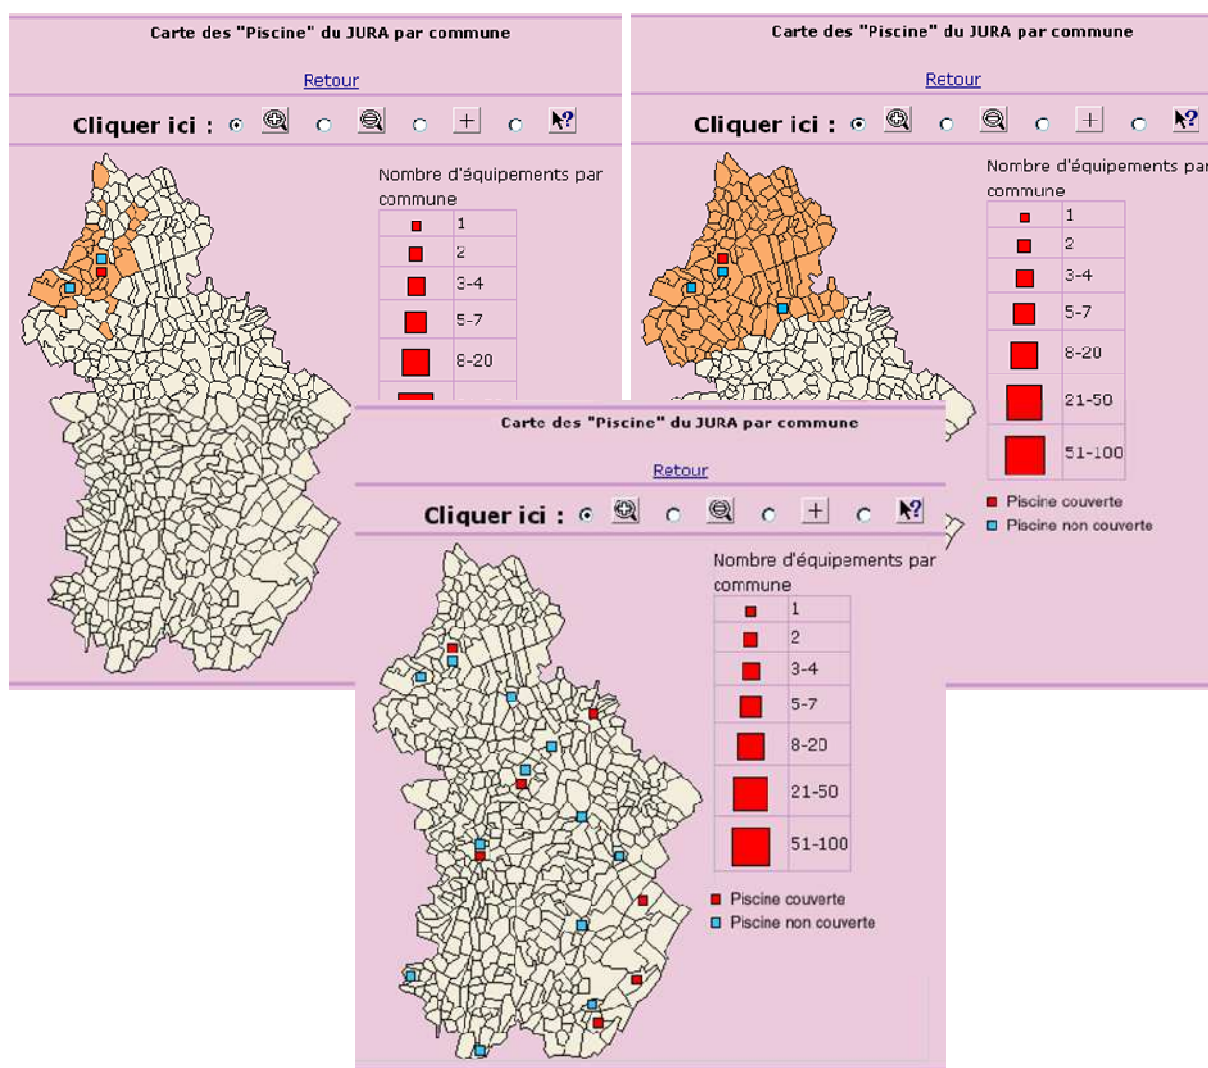 Carte des "Piscine" du JURA par commune
Retour
Cliquer ici :
Nombre d'équipements par
commune
1
2
3-4
5-7
8-20
Carte des "Piscine" du JURA par commune
Retour
Cliquer ici :
Nombre d'équipements par
commune
1
2
3-4
5-7
8-20
21-50
51-100
Piscine couverte
Piscine non couverte
Carte des "Piscine" du JURA par commune
Retour
Cliquer ici :
Nombre d'équipements par
commune
1
2
3-4
5-7
8-20
21-50
51-100
Piscine couverte
Piscine non couverte